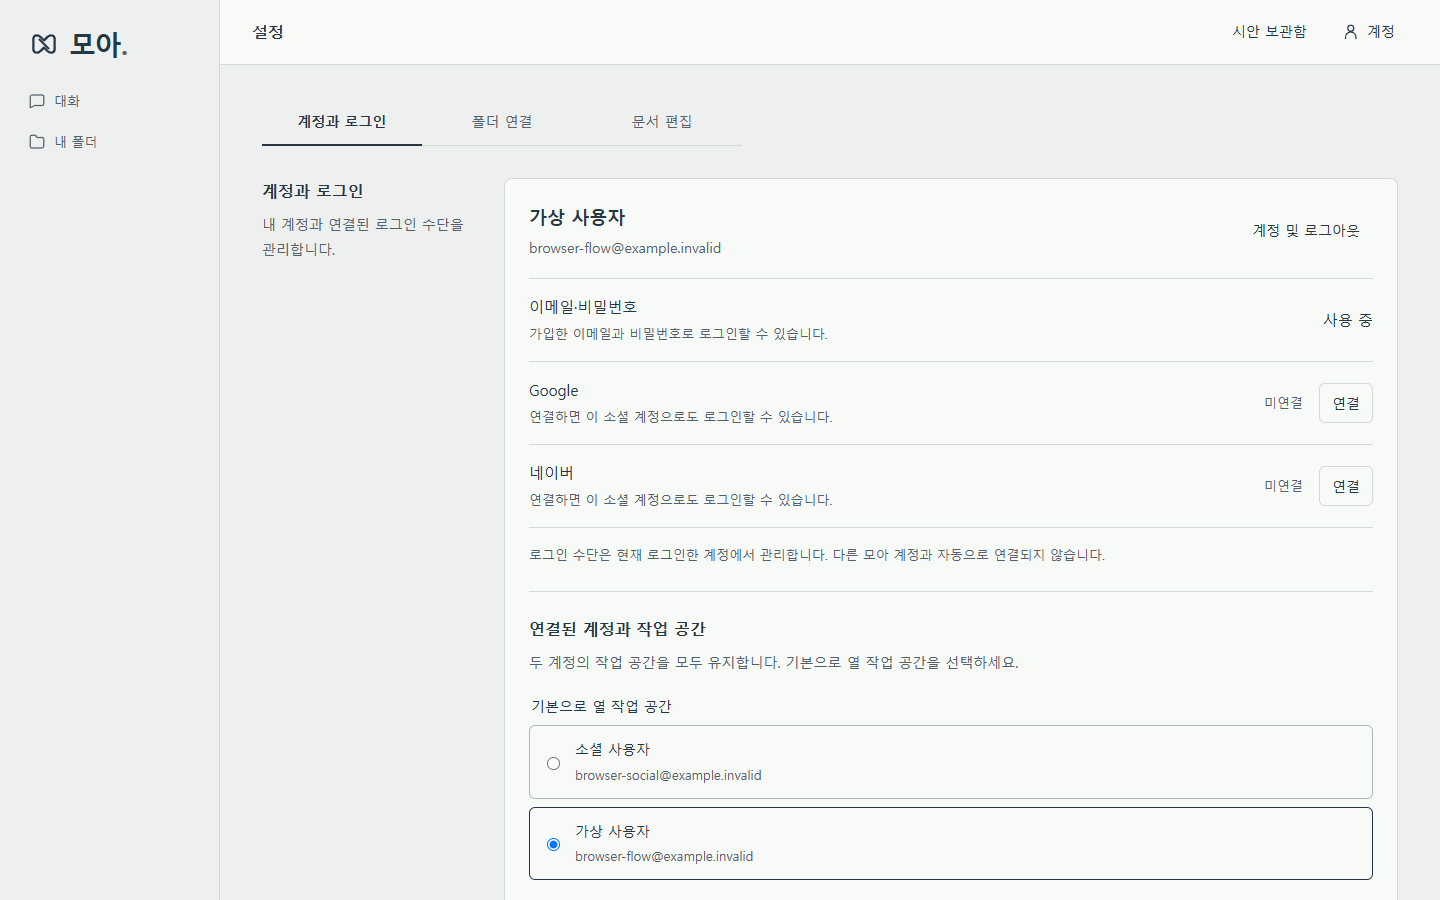 모아.
대화
내 폴더
설정
시안 보관함
계정
계정과 로그인
폴더 연결
문서 편집
계정과 로그인
내 계정과 연결된 로그인 수단을
관리합니다.
가상 사용자
browser-flow@example.invalid
계정 및 로그아웃
이메일·비밀번호
가입한 이메일과 비밀번호로 로그인할 수 있습니다.
사용 중
Google
연결하면 이 소셜 계정으로도 로그인할 수 있습니다.
미연결
연결
네이버
연결하면 이 소셜 계정으로도 로그인할 수 있습니다.
미연결
연결
로그인 수단은 현재 로그인한 계정에서 관리합니다. 다른 모아 계정과 자동으로 연결되지 않습니다.
연결된 계정과 작업 공간
두 계정의 작업 공간을 모두 유지합니다. 기본으로 열 작업 공간을 선택하세요.
기본으로 열 작업 공간
소셜 사용자
browser-social@example.invalid
가상 사용자
browser-flow@example.invalid